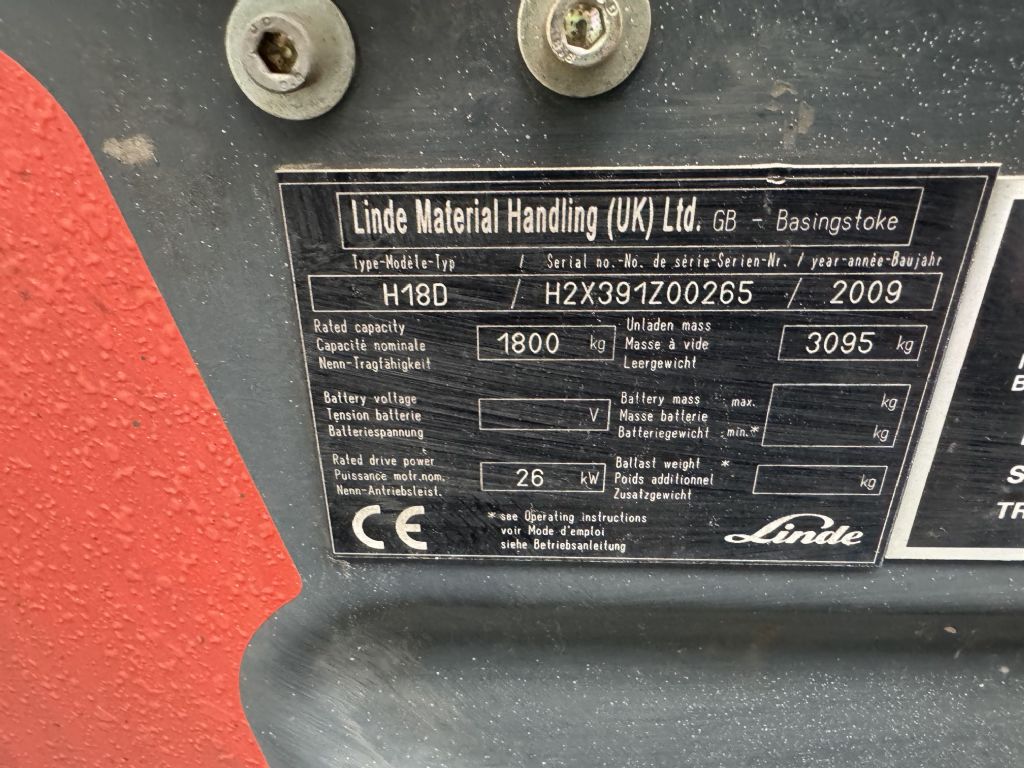 Linde Material Handling (UK) Ltd. GB - Basingstoke
Type-Modèle-Typ / Serial no.-No. de série-Serien-Nr. / year-année-Baujahr
H18D / H2X391Z00265 / 2009
Rated capacity
Capacité nominale
Nenn-Tragfähigkeit
1800 kg
Unladen mass
Masse à vide
Leergewicht
3095 kg
Battery voltage
Tension batterie
Batteriespannung
V
Battery mass max. kg
Masse batterie
Batteriegewicht min.* kg
Rated drive power
Puissance motr.nom.
Nenn-Antriebsleist.
26 kW
Ballast weight *
Poids additionnel
Zusatzgewicht
kg
CE
* see Operating instructions
voir Mode d'emploi
siehe Betriebsanleitung
Linde